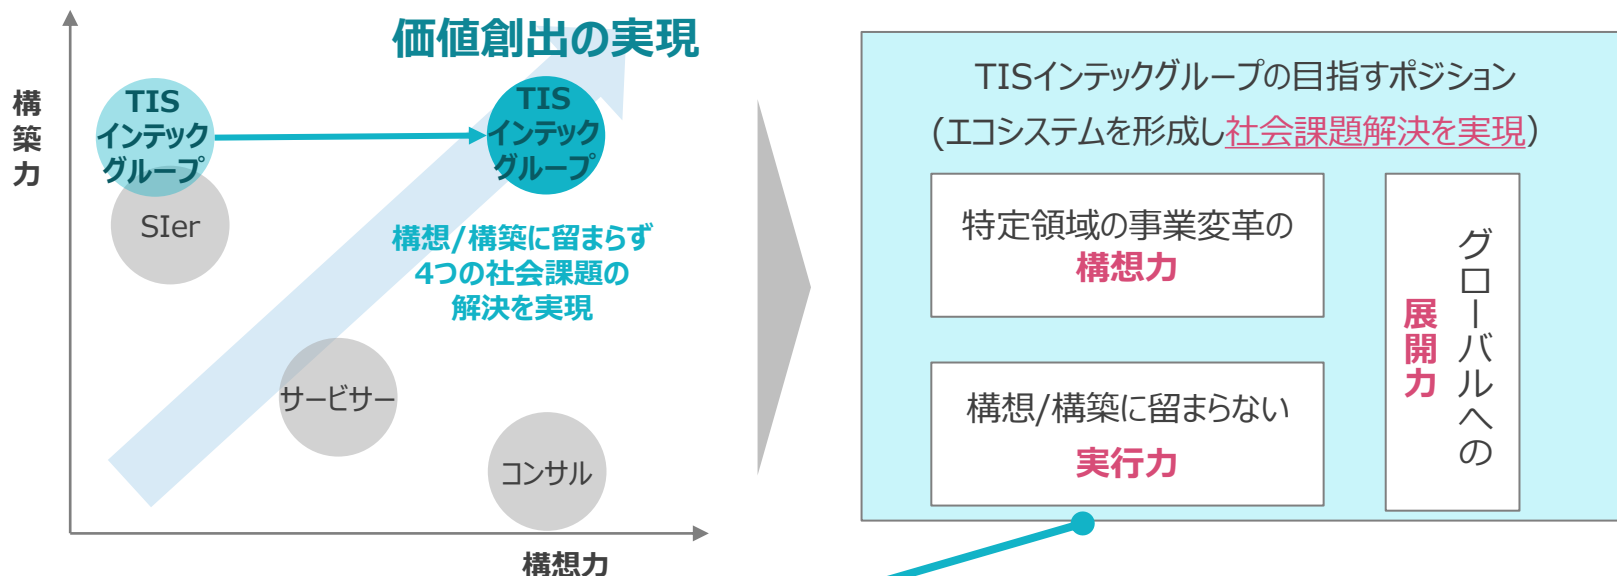 価値創出の実現
構築力
TIS
インテック
グループ
TIS
インテック
グループ
SIer
構想/構築に留まらず
4つの社会課題の
解決を実現
サービサー
コンサル
構想力
TISインテックグループの目指すポジション
(エコシステムを形成し社会課題解決を実現)
特定領域の事業変革の
構想力
構想/構築に留まらない
実行力
グローバルへの
展開力